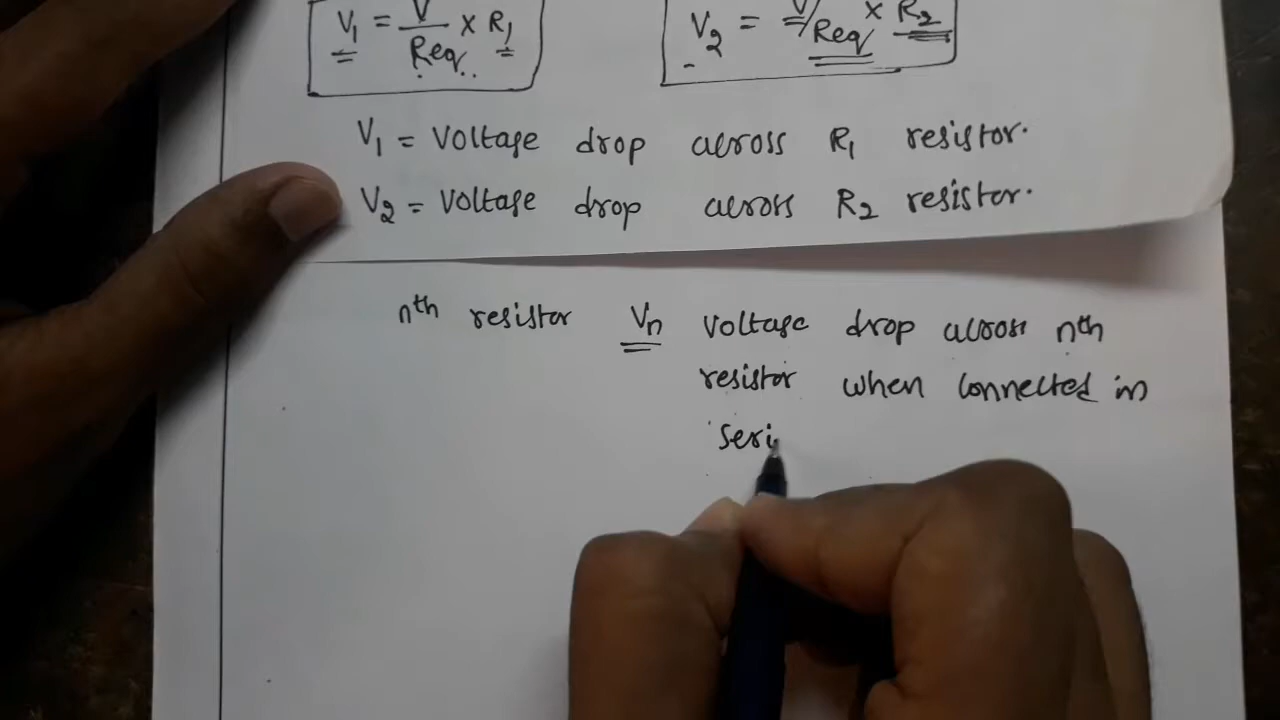 V1 = V/Req × R1 V2 = V/Req × R2
V1 = Voltage drop across R1 resistor.
V2 = Voltage drop across R2 resistor.
nth resistor Vn voltage drop across nth
resistor when connected in
seri